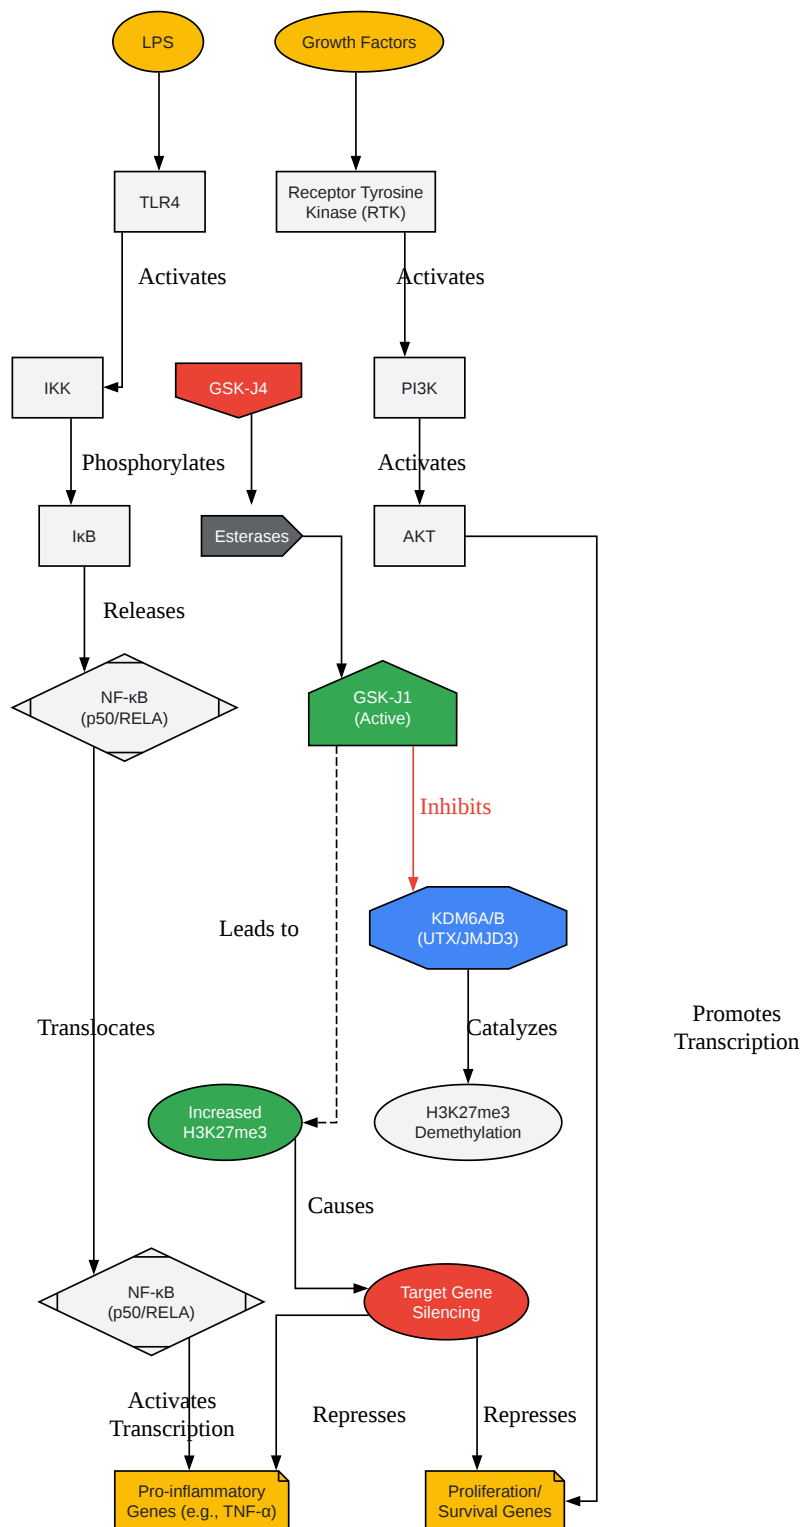 LPS
Growth Factors
TLR4
Receptor Tyrosine
Kinase (RTK)
Activates
Activates
IKK
GSK-J4
PI3K
Phosphorylates
Activates
IκB
Esterases
AKT
Releases
NF-κB
(p50/RELA)
GSK-J1
(Active)
Inhibits
KDM6A/B
(UTX/JMJD3)
Leads to
Translocates
Catalyzes
Promotes
Transcription
Increased
H3K27me3
H3K27me3
Demethylation
Causes
NF-κB
(p50/RELA)
Target Gene
Silencing
Activates
Transcription
Represses
Represses
Pro-inflammatory
Genes (e.g., TNF-α)
Proliferation/
Survival Genes